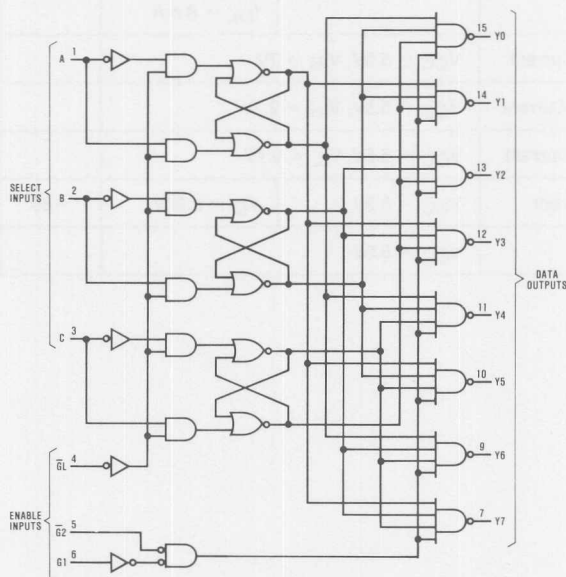 15
Y0
A 1
14
Y1
13
Y2
SELECT
INPUTS
B 2
12
Y3
DATA
OUTPUTS
11
Y4
C 3
10
Y5
9
Y6
G̅L̅ 4
ENABLE
INPUTS
G̅2̅ 5
7
Y7
G1 6